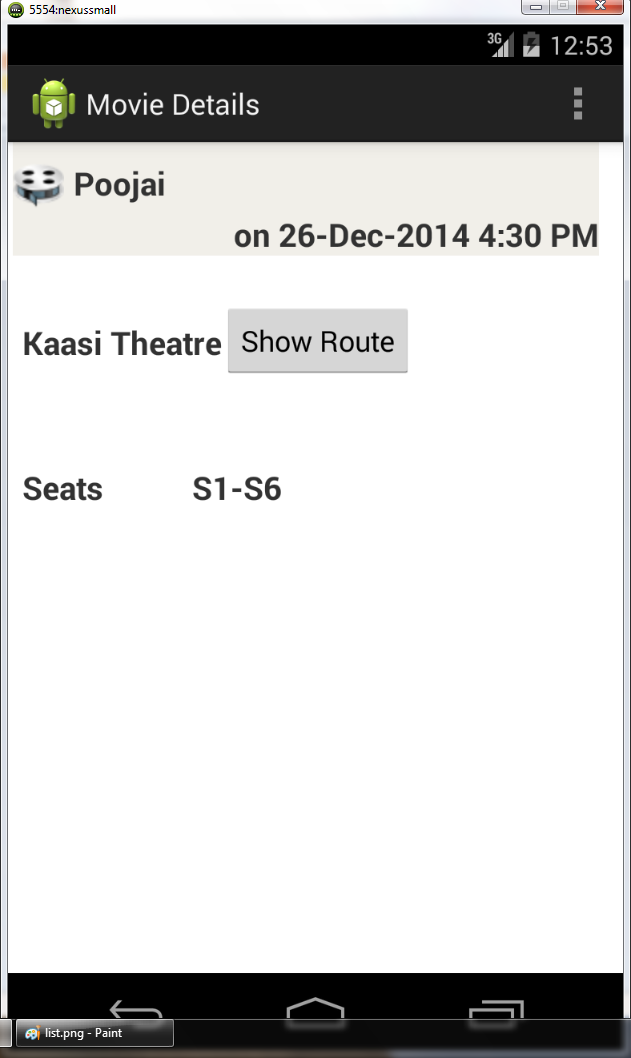 5554:nexussmall
3G 12:53
Movie Details
Poojai
on 26-Dec-2014 4:30 PM
Kaasi Theatre Show Route
Seats S1-S6
list.png - Paint